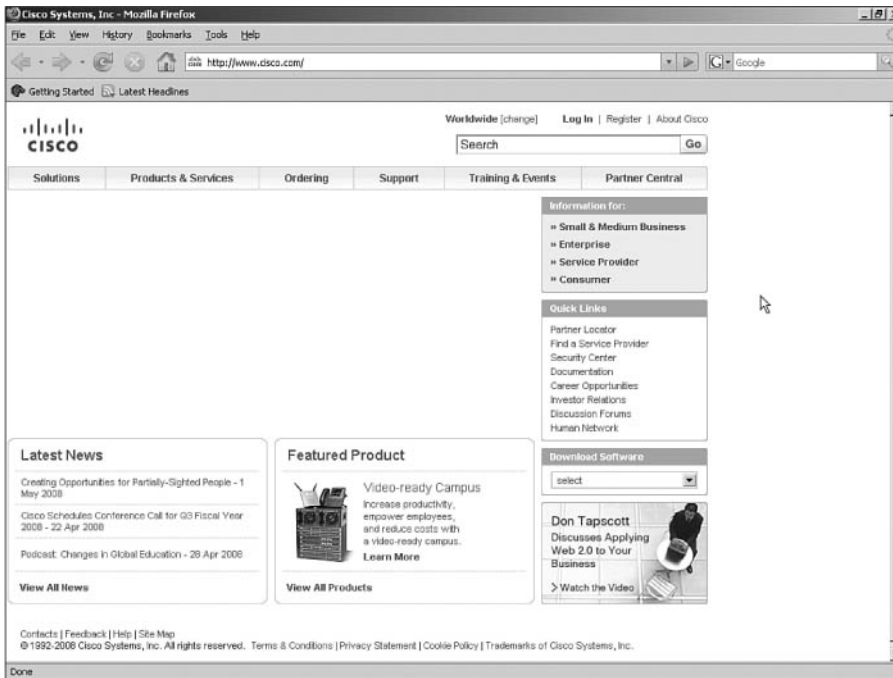 Cisco Systems, Inc - Mozilla Firefox
File Edit View History Bookmarks Tools Help
http://www.cisco.com/
G Google
Getting Started Latest Headlines
Worldwide [change] Log In | Register | About Cisco
CISCO
Search Go
Solutions Products & Services Ordering Support Training & Events Partner Central
Information for:
» Small & Medium Business
» Enterprise
» Service Provider
» Consumer
Quick Links
Partner Locator
Find a Service Provider
Security Center
Documentation
Career Opportunities
Investor Relations
Discussion Forums
Human Network
Latest News
Creating Opportunities for Partially-Sighted People - 1
May 2008
Cisco Schedules Conference Call for Q3 Fiscal Year
2008 - 22 Apr 2008
Podcast: Changes in Global Education - 28 Apr 2008
View All News
Featured Product
Video-ready Campus
Increase productivity,
empower employees,
and reduce costs with
a video-ready campus.
Learn More
View All Products
Download Software
select
Don Tapscott
Discusses Applying
Web 2.0 to Your
Business
> Watch the Video
Contacts | Feedback | Help | Site Map
© 1992-2008 Cisco Systems, Inc. All rights reserved. Terms & Conditions | Privacy Statement | Cookie Policy | Trademarks of Cisco Systems, Inc.
Done